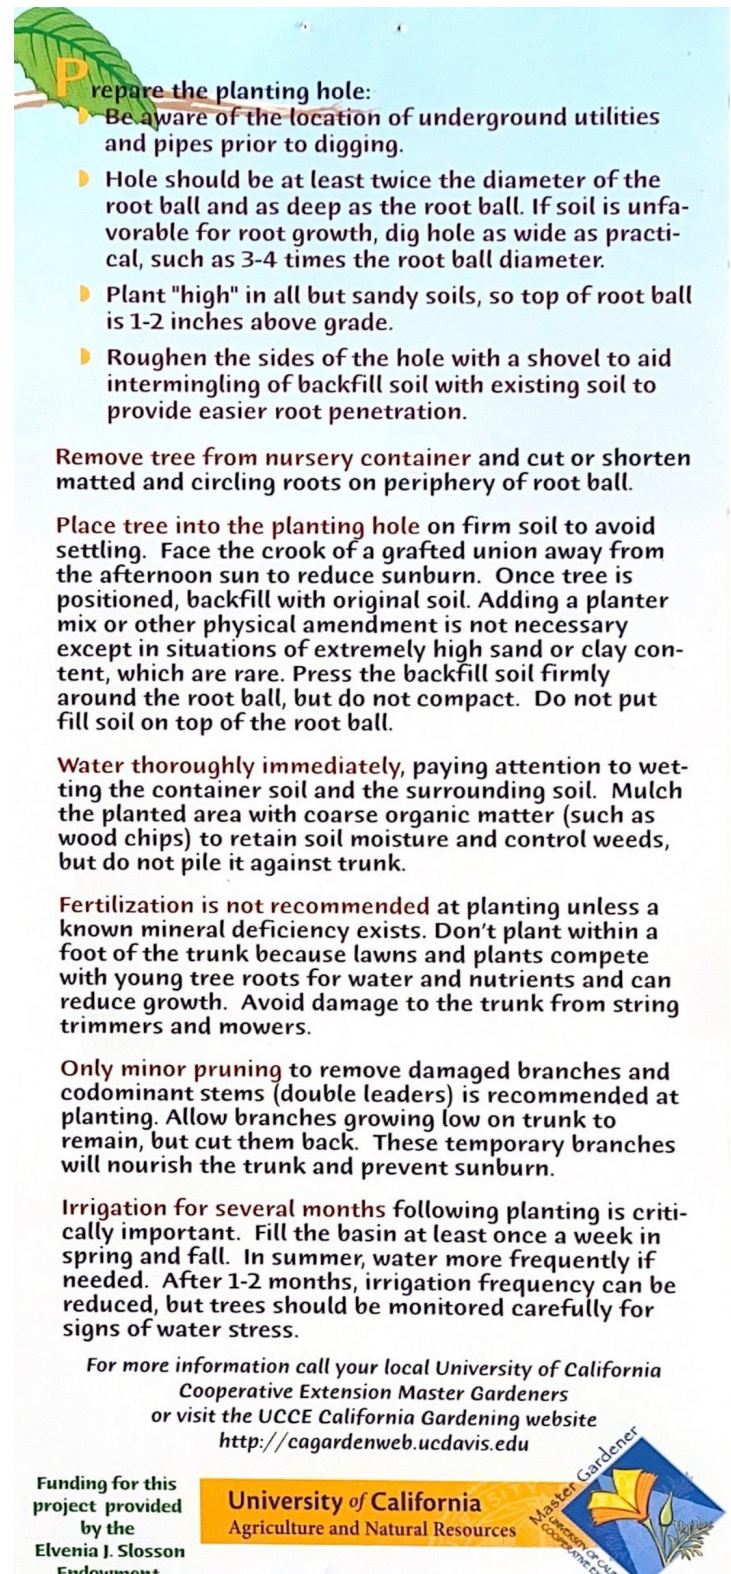 Prepare the planting hole:
Be aware of the location of underground utilities
and pipes prior to digging.
Hole should be at least twice the diameter of the
root ball and as deep as the root ball. If soil is unfa-
vorable for root growth, dig hole as wide as practi-
cal, such as 3-4 times the root ball diameter.
Plant "high" in all but sandy soils, so top of root ball
is 1-2 inches above grade.
Roughen the sides of the hole with a shovel to aid
intermingling of backfill soil with existing soil to
provide easier root penetration.
Remove tree from nursery container and cut or shorten
matted and circling roots on periphery of root ball.
Place tree into the planting hole on firm soil to avoid
settling. Face the crook of a grafted union away from
the afternoon sun to reduce sunburn. Once tree is
positioned, backfill with original soil. Adding a planter
mix or other physical amendment is not necessary
except in situations of extremely high sand or clay con-
tent, which are rare. Press the backfill soil firmly
around the root ball, but do not compact. Do not put
fill soil on top of the root ball.
Water thoroughly immediately, paying attention to wet-
ting the container soil and the surrounding soil. Mulch
the planted area with coarse organic matter (such as
wood chips) to retain soil moisture and control weeds,
but do not pile it against trunk.
Fertilization is not recommended at planting unless a
known mineral deficiency exists. Don't plant within a
foot of the trunk because lawns and plants compete
with young tree roots for water and nutrients and can
reduce growth. Avoid damage to the trunk from string
trimmers and mowers.
Only minor pruning to remove damaged branches and
codominant stems (double leaders) is recommended at
planting. Allow branches growing low on trunk to
remain, but cut them back. These temporary branches
will nourish the trunk and prevent sunburn.
Irrigation for several months following planting is criti-
cally important. Fill the basin at least once a week in
spring and fall. In summer, water more frequently if
needed. After 1-2 months, irrigation frequency can be
reduced, but trees should be monitored carefully for
signs of water stress.
For more information call your local University of California
Cooperative Extension Master Gardeners
or visit the UCCE California Gardening website
http://cagardenweb.ucdavis.edu
Funding for this
project provided
by the
Elvenia J. Slosson
Endowment
University of California
Agriculture and Natural Resources
Master Gardener
UNIVERSITY OF
COOPERATIVE